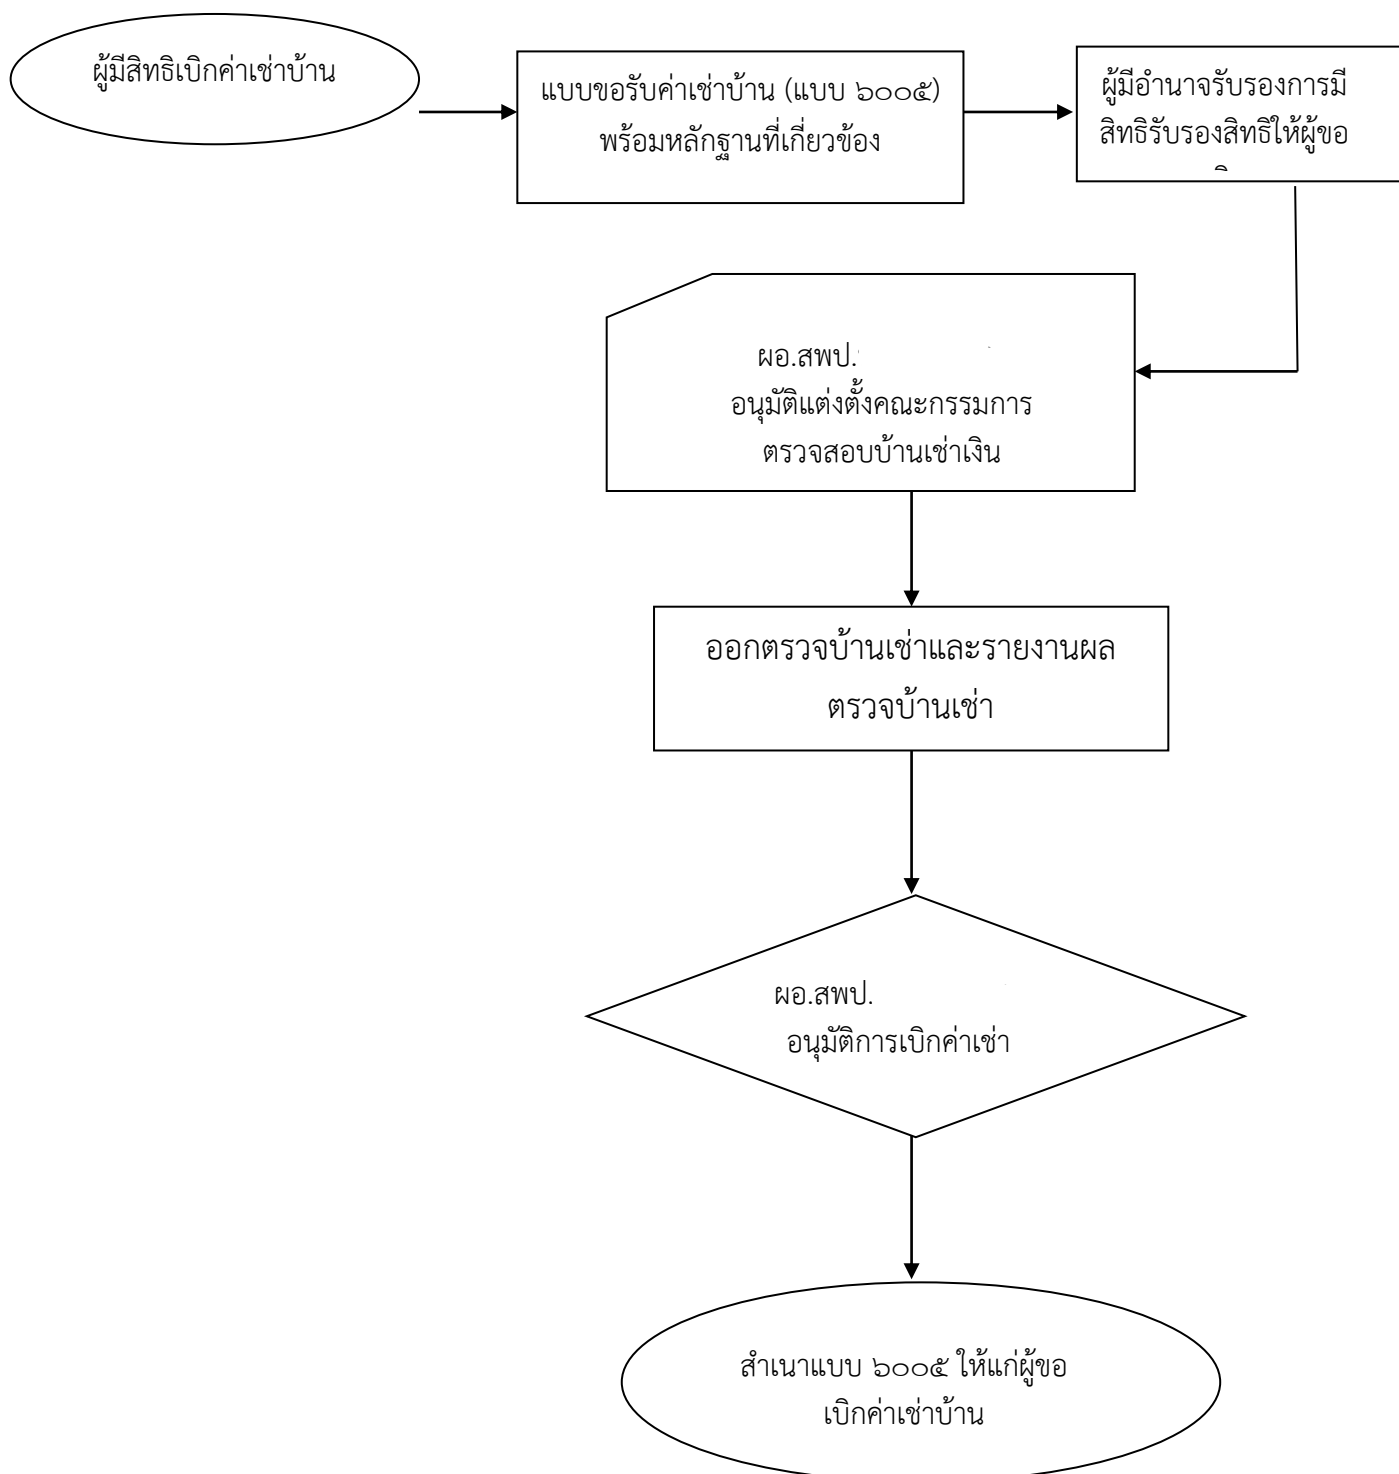 ผู้มีสิทธิเบิกค่าเช่าบ้าน
แบบขอรับค่าเช่าบ้าน (แบบ ๖๐๐๕)
พร้อมหลักฐานที่เกี่ยวข้อง
ผู้มีอำนาจรับรองการมี
สิทธิรับรองสิทธิให้ผู้ขอ
ผอ.สพป.
อนุมัติแต่งตั้งคณะกรรมการ
ตรวจสอบบ้านเช่าเงิน
ออกตรวจบ้านเช่าและรายงานผล
ตรวจบ้านเช่า
ผอ.สพป.
อนุมัติการเบิกค่าเช่า
สำเนาแบบ ๖๐๐๕ ให้แก่ผู้ขอ
เบิกค่าเช่าบ้าน